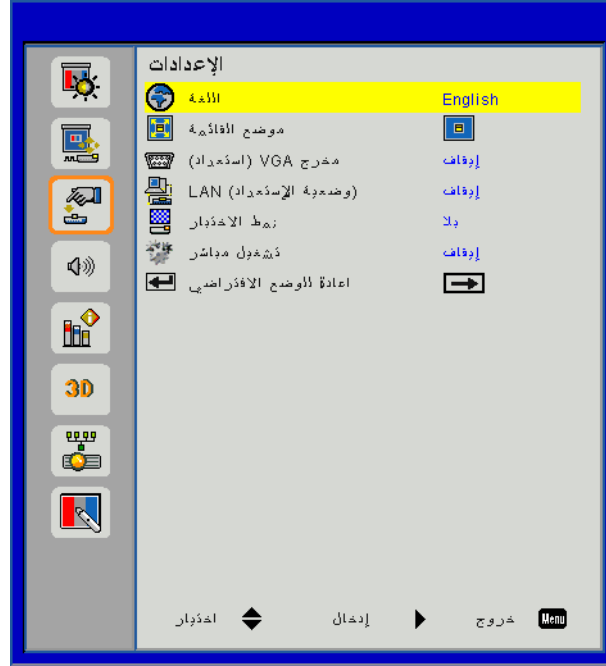 الإعدادات
اللغة English
موضع القائمة
مخرج VGA (استعداد) إيقاف
(وضعية الإستعداد) LAN إيقاف
نمط الاختبار بلا
تشغيل مباشر إيقاف
اعادة للوضع الافتراضي
3D
اختيار إدخال خروج Menu